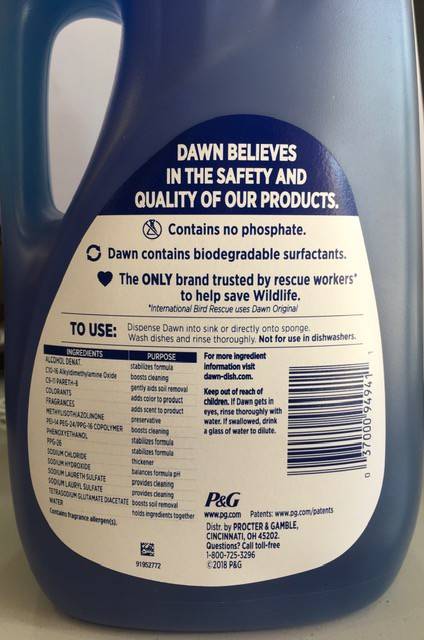 DAWN BELIEVES
IN THE SAFETY AND
QUALITY OF OUR PRODUCTS.
Contains no phosphate.
Dawn contains biodegradable surfactants.
The ONLY brand trusted by rescue workers*
to help save Wildlife.
*International Bird Rescue uses Dawn Original
TO USE: Dispense Dawn into sink or directly onto sponge.
Wash dishes and rinse thoroughly. Not for use in dishwashers.
INGREDIENTS PURPOSE
ALCOHOL DENAT. stabilizes formula
C10-16 Alkyldimethylamine Oxide boosts cleaning
C9-11 PARETH-8 gently aids soil removal
COLORANTS adds color to product
FRAGRANCES adds scent to product
METHYLISOTHIAZOLINONE preservative
PEI-14 PEG-24/PPG-16 COPOLYMER boosts cleaning
PHENOXYETHANOL stabilizes formula
PPG-26 stabilizes formula
SODIUM CHLORIDE thickener
SODIUM HYDROXIDE balances formula pH
SODIUM LAURETH SULFATE provides cleaning
SODIUM LAURYL SULFATE provides cleaning
TETRASODIUM GLUTAMATE DIACETATE boosts soil removal
WATER holds ingredients together
Contains fragrance allergen(s).
For more ingredient
information visit
dawn-dish.com.
Keep out of reach of
children. If Dawn gets in
eyes, rinse thoroughly with
water. If swallowed, drink
a glass of water to dilute.
0 37000 94941 1
P&G
www.pg.com Patents: www.pg.com/patents
Distr. by PROCTER & GAMBLE,
CINCINNATI, OH 45202.
Questions? Call toll-free
1-800-725-3296
©2018 P&G
91952772